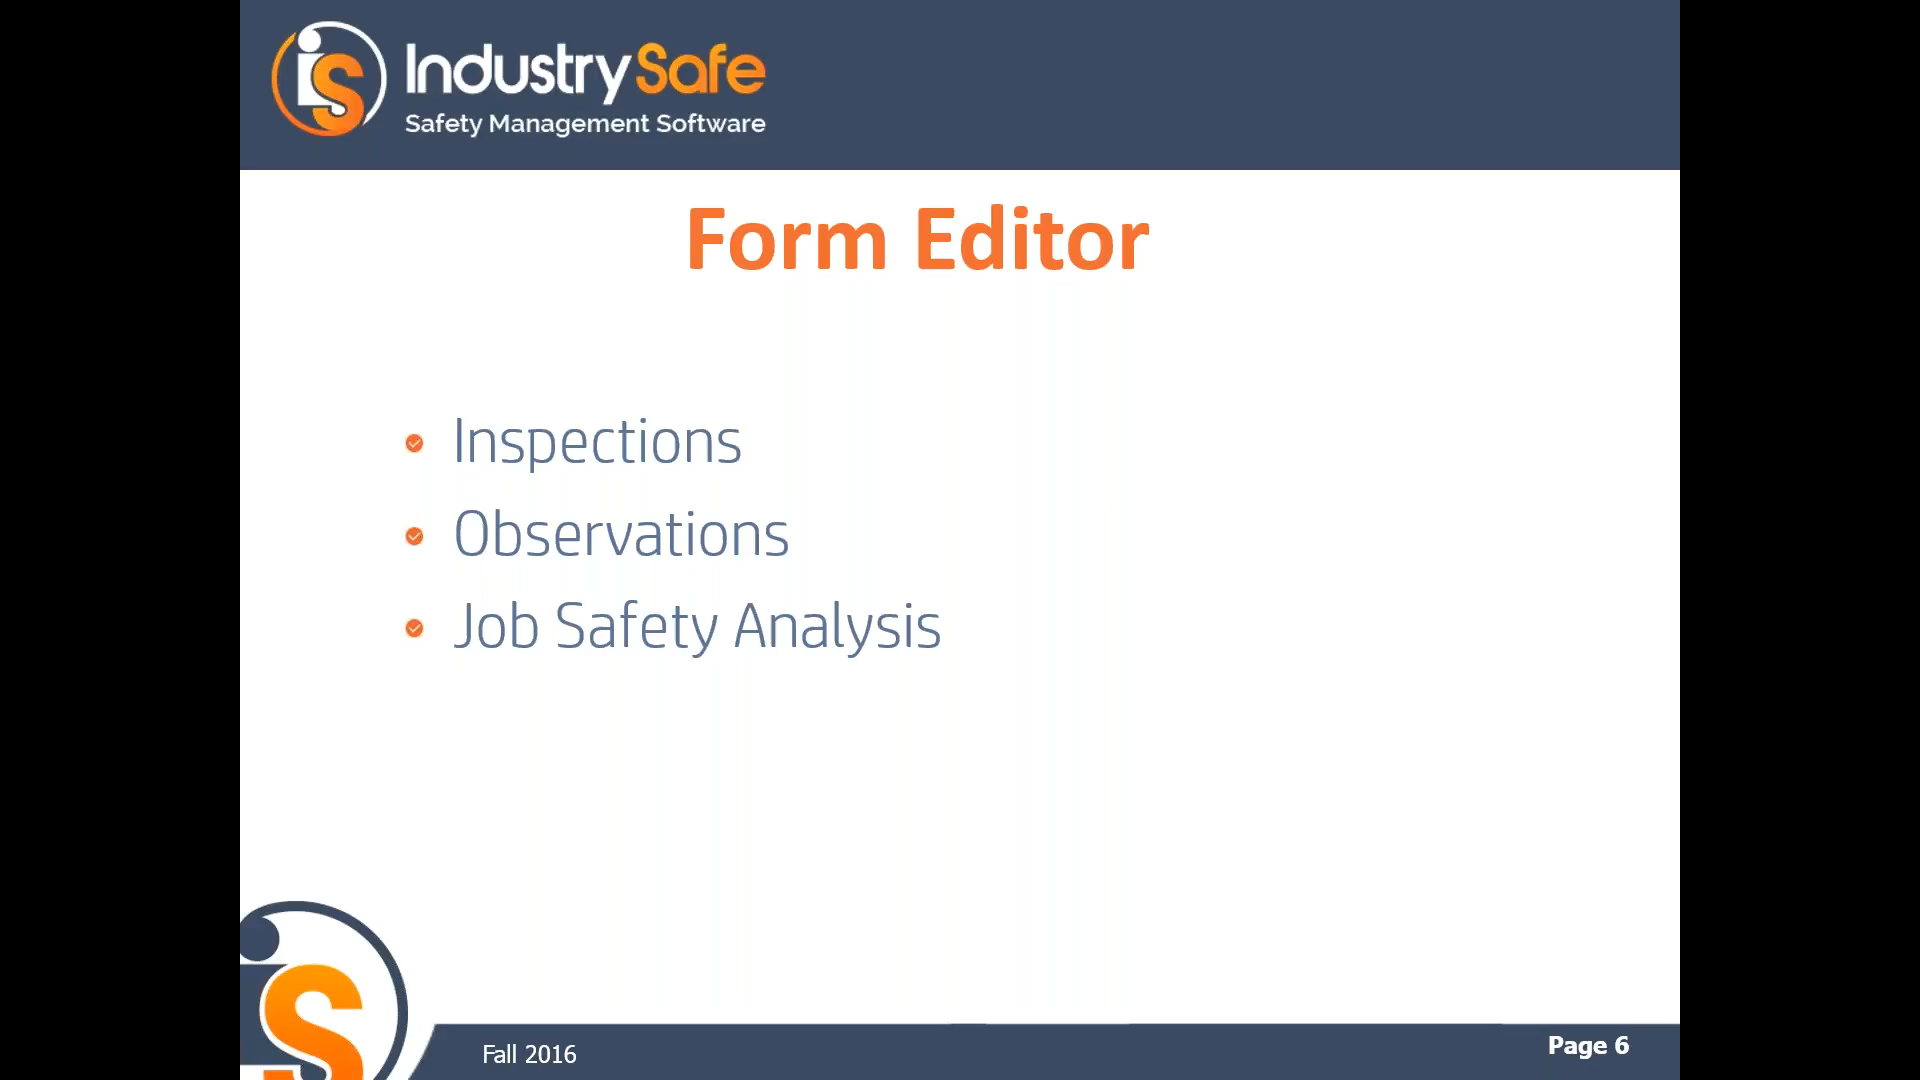 IndustrySafe
Safety Management Software
Form Editor
Inspections
Observations
Job Safety Analysis
Fall 2016
Page 6